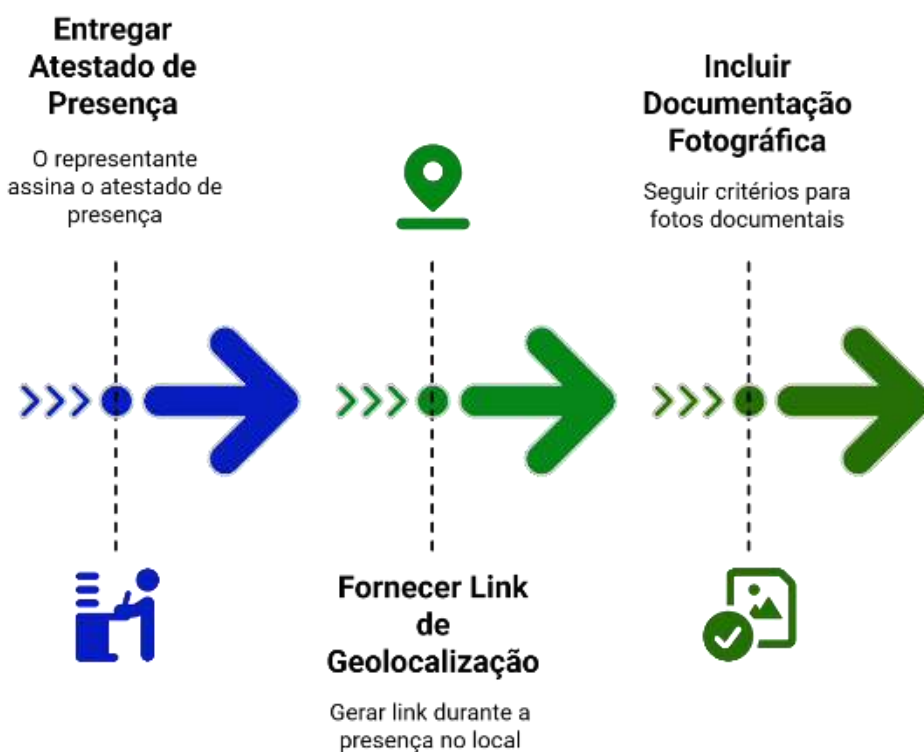 Entregar
Atestado de
Presença
O representante
assina o atestado de
presença
Fornecer Link
de
Geolocalização
Gerar link durante a
presença no local
Incluir
Documentação
Fotográfica
Seguir critérios para
fotos documentais